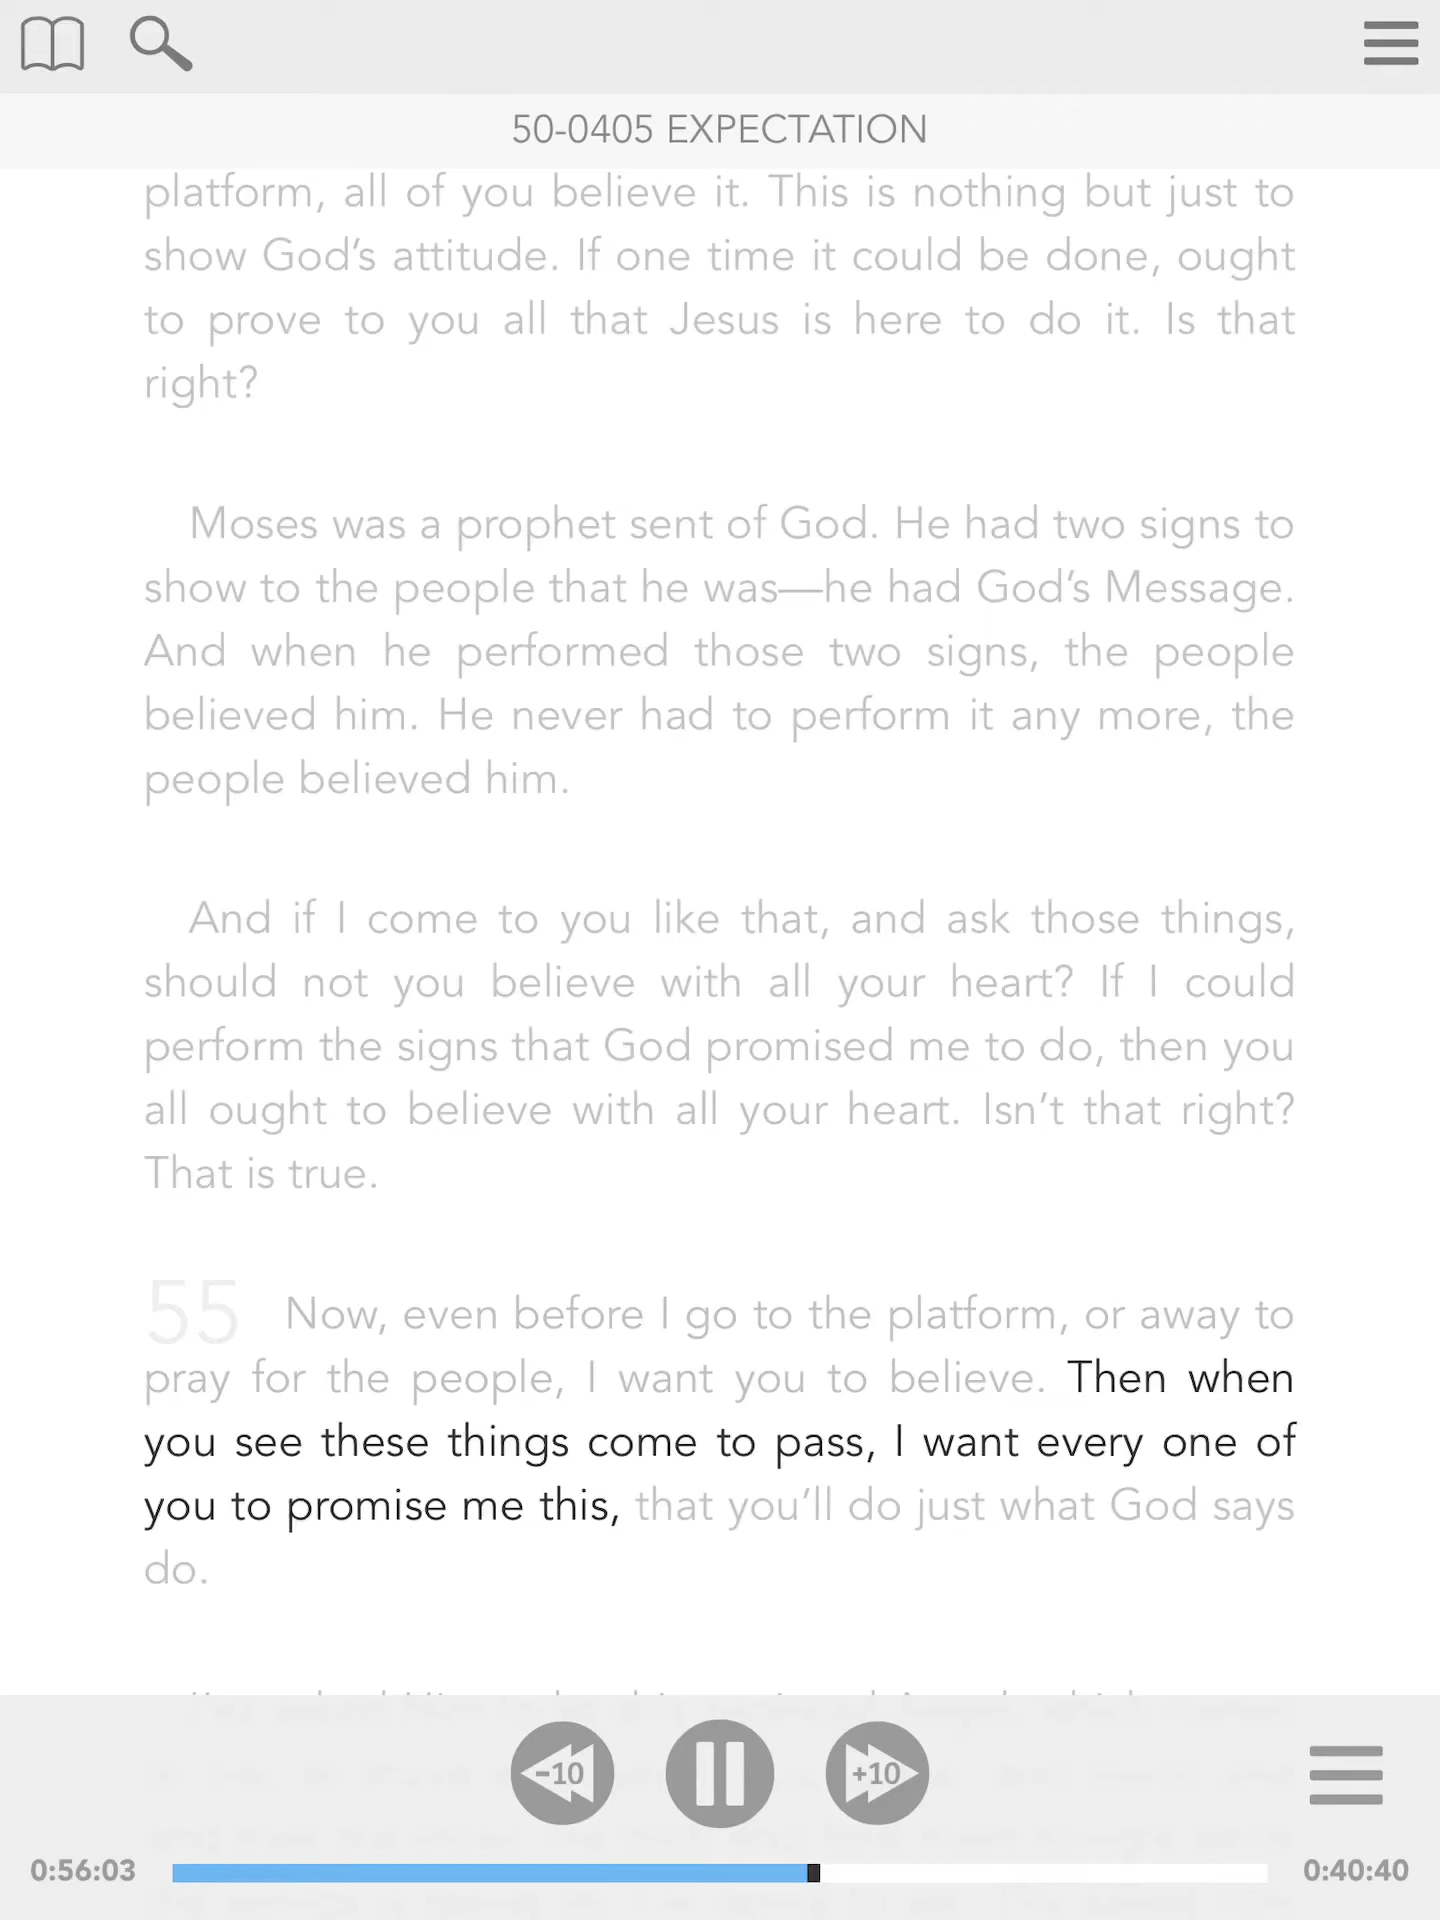 50-0405 EXPECTATION
platform, all of you believe it. This is nothing but just to
show God’s attitude. If one time it could be done, ought
to prove to you all that Jesus is here to do it. Is that
right?
Moses was a prophet sent of God. He had two signs to
show to the people that he was—he had God’s Message.
And when he performed those two signs, the people
believed him. He never had to perform it any more, the
people believed him.
And if I come to you like that, and ask those things,
should not you believe with all your heart? If I could
perform the signs that God promised me to do, then you
all ought to believe with all your heart. Isn’t that right?
That is true.
55 Now, even before I go to the platform, or away to
pray for the people, I want you to believe. Then when
you see these things come to pass, I want every one of
you to promise me this, that you’ll do just what God says
do.
-10 +10
0:56:03 0:40:40